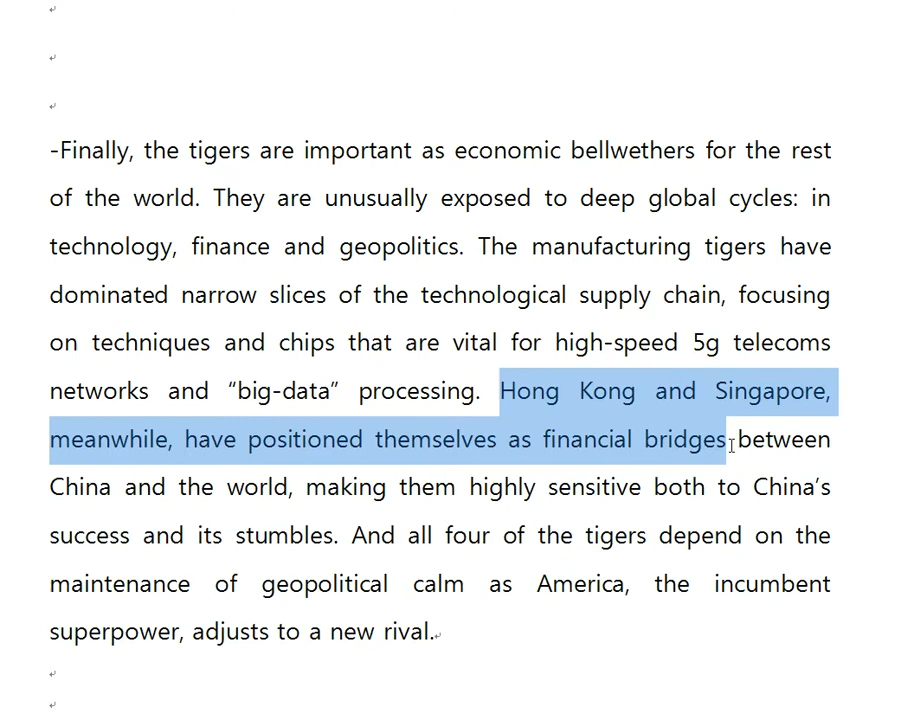 -Finally, the tigers are important as economic bellwethers for the rest
of the world. They are unusually exposed to deep global cycles: in
technology, finance and geopolitics. The manufacturing tigers have
dominated narrow slices of the technological supply chain, focusing
on techniques and chips that are vital for high-speed 5g telecoms
networks and “big-data” processing. Hong Kong and Singapore,
meanwhile, have positioned themselves as financial bridges between
China and the world, making them highly sensitive both to China’s
success and its stumbles. And all four of the tigers depend on the
maintenance of geopolitical calm as America, the incumbent
superpower, adjusts to a new rival.